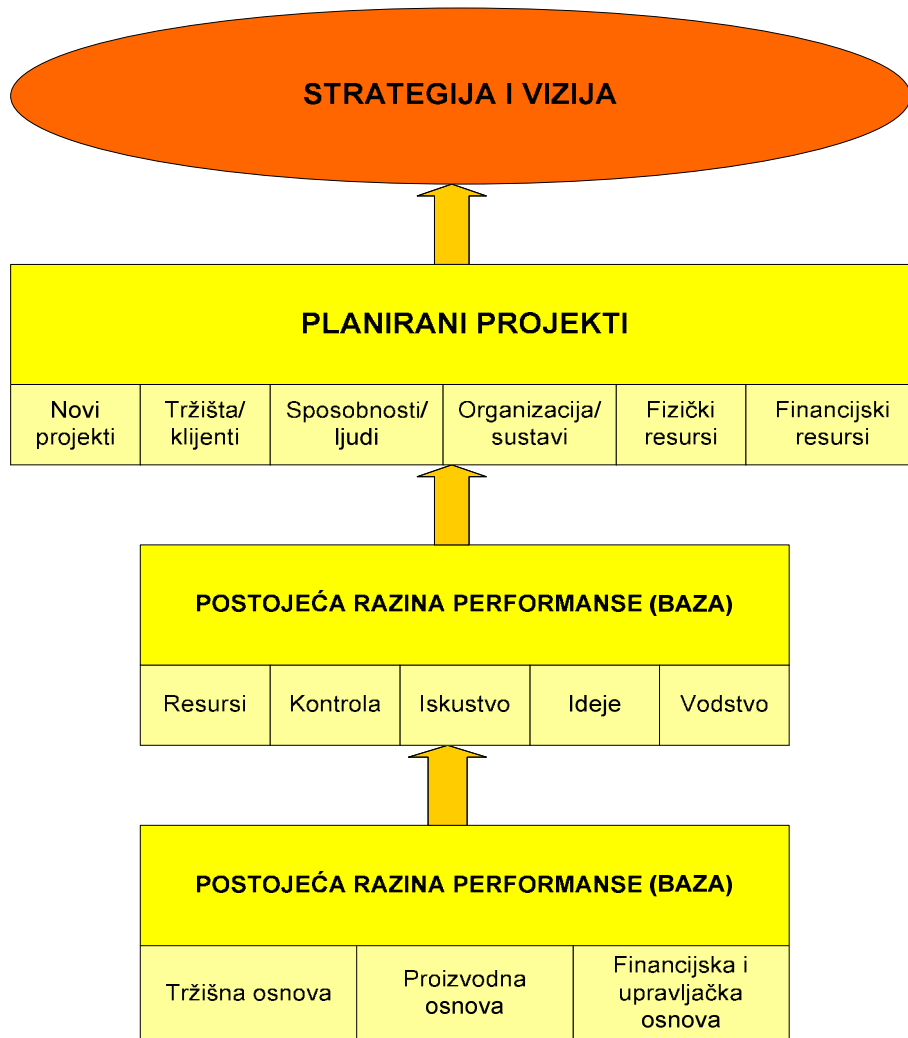 STRATEGIJA I VIZIJA
PLANIRANI PROJEKTI
Novi
projekti
Tržišta/
klijenti
Sposobnosti/
ljudi
Organizacija/
sustavi
Fizički
resursi
Financijski
resursi
POSTOJEĆA RAZINA PERFORMANSE (BAZA)
Resursi
Kontrola
Iskustvo
Ideje
Vodstvo
POSTOJEĆA RAZINA PERFORMANSE (BAZA)
Tržišna osnova
Proizvodna
osnova
Financijska i
upravljačka
osnova